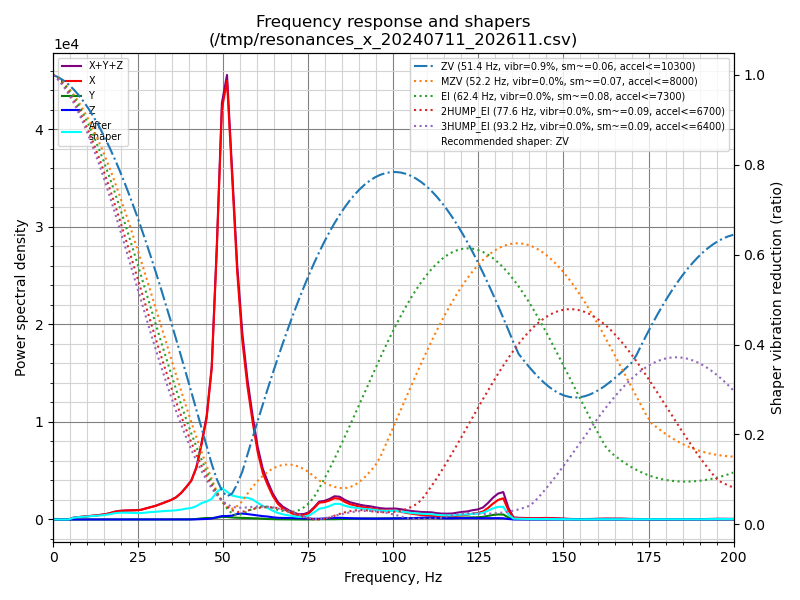 Frequency response and shapers
(/tmp/resonances_x_20240711_202611.csv)
1e4
X+Y+Z
X
Y
Z
After
shaper
ZV (51.4 Hz, vibr=0.9%, sm~=0.06, accel<=10300)
MZV (52.2 Hz, vibr=0.0%, sm~=0.07, accel<=8000)
EI (62.4 Hz, vibr=0.0%, sm~=0.08, accel<=7300)
2HUMP_EI (77.6 Hz, vibr=0.0%, sm~=0.09, accel<=6700)
3HUMP_EI (93.2 Hz, vibr=0.0%, sm~=0.09, accel<=6400)
Recommended shaper: ZV
Power spectral density
4
3
2
1
0
1.0
0.8
0.6
0.4
0.2
0.0
Shaper vibration reduction (ratio)
0 25 50 75 100 125 150 175 200
Frequency, Hz